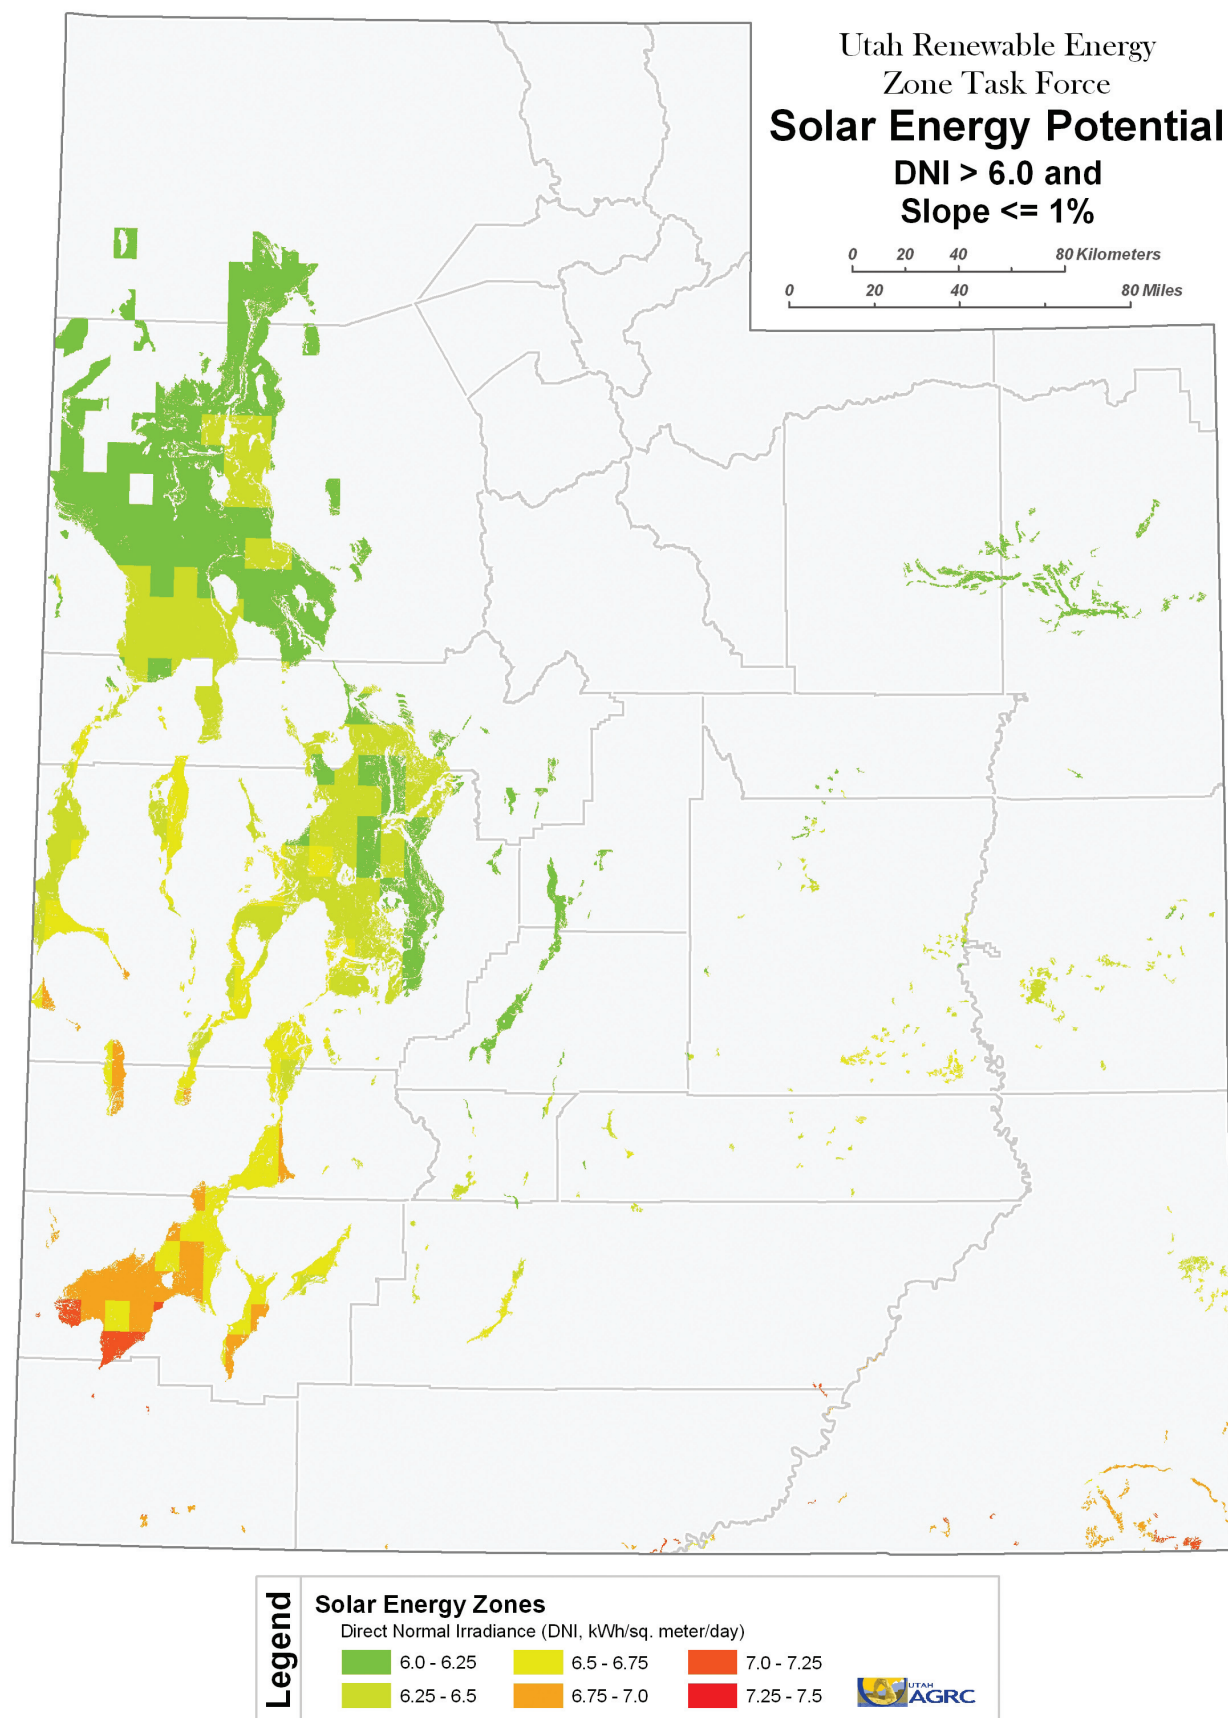 Utah Renewable Energy
Zone Task Force
Solar Energy Potential
DNI > 6.0 and
Slope <= 1%
0 20 40 80 Kilometers
0 20 40 80 Miles
Legend
Solar Energy Zones
Direct Normal Irradiance (DNI, kWh/sq. meter/day)
6.0 - 6.25 6.5 - 6.75 7.0 - 7.25
6.25 - 6.5 6.75 - 7.0 7.25 - 7.5
UTAH
AGRC